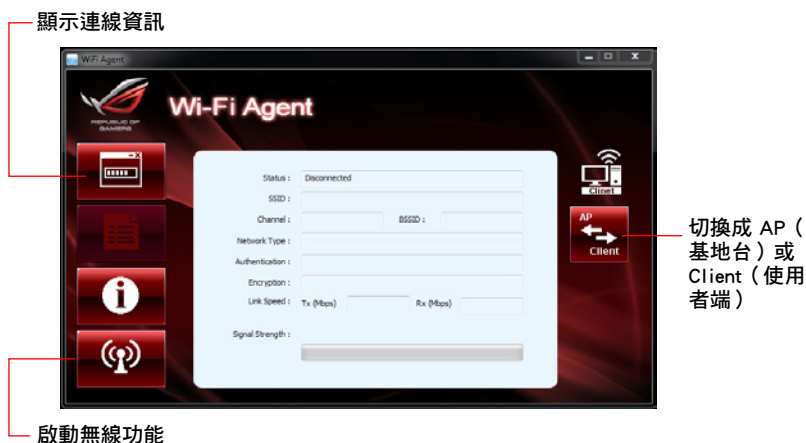 顯示連線資訊
WiFi Agent
REPUBLIC OF
GAMERS
Wi-Fi Agent
Status : Disconnected
SSID :
Channel : BSSID :
Network Type :
Authentication :
Encryption :
Link Speed : Tx (Mbps) Rx (Mbps)
Signal Strength :
Clinet
AP
Client
切換成 AP（
基地台）或
Client（使用
者端）
啟動無線功能